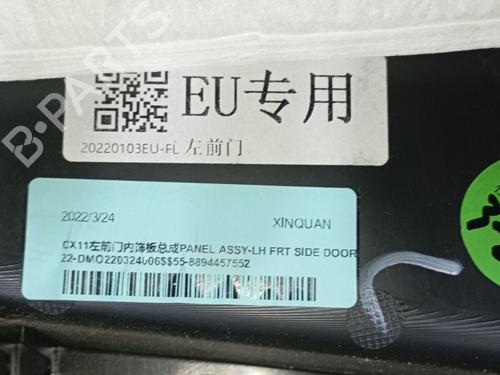 B-PARTS
EU专用
20220103EU-FL 左前门
2022/3/24 XINQUAN
CX11左前门内饰板总成PANEL ASSY-LH FRT SIDE DOOR
22-DMO220324006S$55-8894457552